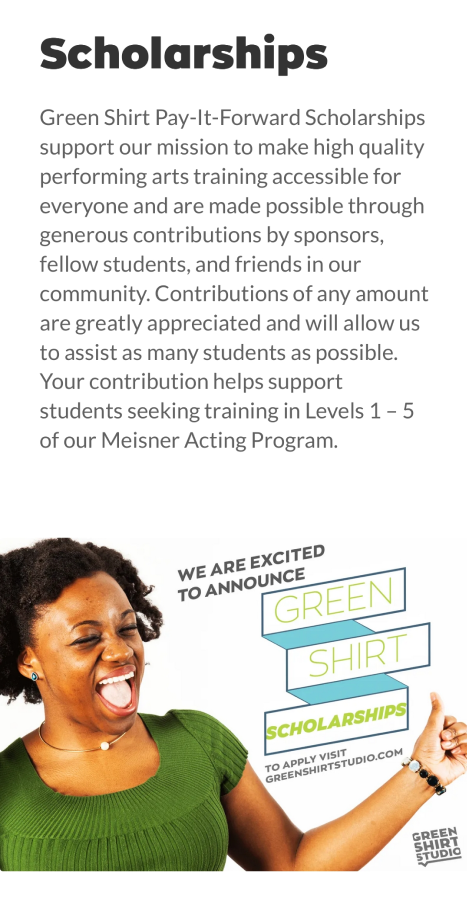 Scholarships
Green Shirt Pay-It-Forward Scholarships
support our mission to make high quality
performing arts training accessible for
everyone and are made possible through
generous contributions by sponsors,
fellow students, and friends in our
community. Contributions of any amount
are greatly appreciated and will allow us
to assist as many students as possible.
Your contribution helps support
students seeking training in Levels 1 – 5
of our Meisner Acting Program.
WE ARE EXCITED
TO ANNOUNCE
GREEN
SHIRT
SCHOLARSHIPS
TO APPLY VISIT
GREENSHIRTSTUDIO.COM
GREEN
SHIRT
STUDIO